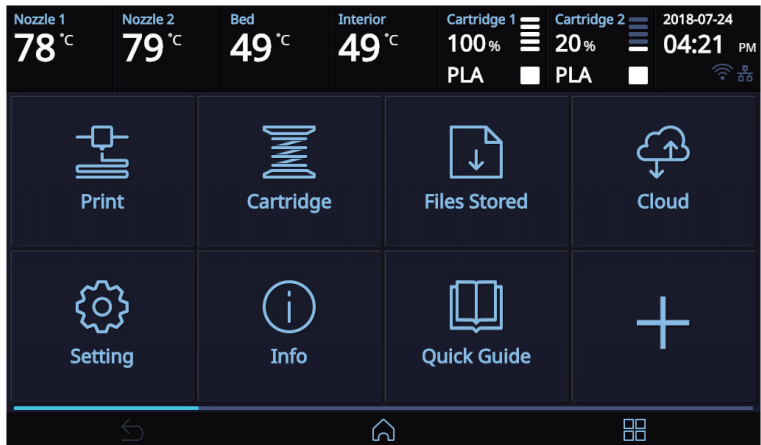 Nozzle 1
78 °C
Nozzle 2
79 °C
Bed
49 °C
Interior
49 °C
Cartridge 1
100 %
PLA
Cartridge 2
20 %
PLA
2018-07-24
04:21 PM
Print
Cartridge
Files Stored
Cloud
Setting
Info
Quick Guide